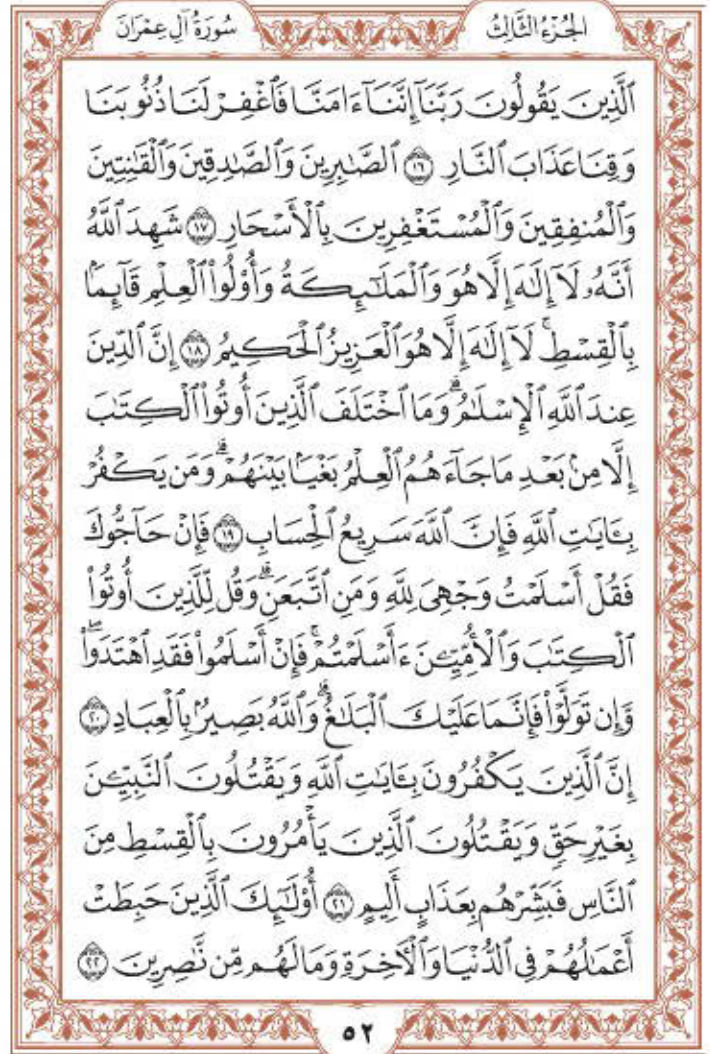 الجُزْءُ الثَّالِثُ
سُورَةُ آلِ عِمْرَانَ
ٱلَّذِينَ يَقُولُونَ رَبَّنَآ إِنَّنَآ ءَامَنَّا فَٱغْفِرْ لَنَا ذُنُوبَنَا
وَقِنَا عَذَابَ ٱلنَّارِ ١٦ ٱلصَّٰبِرِينَ وَٱلصَّٰدِقِينَ وَٱلْقَٰنِتِينَ
وَٱلْمُنفِقِينَ وَٱلْمُسْتَغْفِرِينَ بِٱلْأَسْحَارِ ١٧ شَهِدَ ٱللَّهُ
أَنَّهُۥ لَآ إِلَٰهَ إِلَّا هُوَ وَٱلْمَلَٰٓئِكَةُ وَأُو۟لُوا۟ ٱلْعِلْمِ قَآئِمًۢا
بِٱلْقِسْطِۚ لَآ إِلَٰهَ إِلَّا هُوَ ٱلْعَزِيزُ ٱلْحَكِيمُ ١٨ إِنَّ ٱلدِّينَ
عِندَ ٱللَّهِ ٱلْإِسْلَٰمُۗ وَمَا ٱخْتَلَفَ ٱلَّذِينَ أُوتُوا۟ ٱلْكِتَٰبَ
إِلَّا مِنۢ بَعْدِ مَا جَآءَهُمُ ٱلْعِلْمُ بَغْيًۢا بَيْنَهُمْۗ وَمَن يَكْفُرْ
بِـَٔايَٰتِ ٱللَّهِ فَإِنَّ ٱللَّهَ سَرِيعُ ٱلْحِسَابِ ١٩ فَإِنْ حَآجُّوكَ
فَقُلْ أَسْلَمْتُ وَجْهِىَ لِلَّهِ وَمَنِ ٱتَّبَعَنِۗ وَقُل لِّلَّذِينَ أُوتُوا۟
ٱلْكِتَٰبَ وَٱلْأُمِّيِّـۧنَ ءَأَسْلَمْتُمْۚ فَإِنْ أَسْلَمُوا۟ فَقَدِ ٱهْتَدَوا۟ۖ
وَّإِن تَوَلَّوْا۟ فَإِنَّمَا عَلَيْكَ ٱلْبَلَٰغُۗ وَٱللَّهُ بَصِيرٌۢ بِٱلْعِبَادِ ٢٠
إِنَّ ٱلَّذِينَ يَكْفُرُونَ بِـَٔايَٰتِ ٱللَّهِ وَيَقْتُلُونَ ٱلنَّبِيِّـۧنَ
بِغَيْرِ حَقٍّ وَيَقْتُلُونَ ٱلَّذِينَ يَأْمُرُونَ بِٱلْقِسْطِ مِنَ
ٱلنَّاسِ فَبَشِّرْهُم بِعَذَابٍ أَلِيمٍ ٢١ أُو۟لَٰٓئِكَ ٱلَّذِينَ حَبِطَتْ
أَعْمَٰلُهُمْ فِى ٱلدُّنْيَا وَٱلْءَاخِرَةِ وَمَا لَهُم مِّن نَّٰصِرِينَ ٢٢
٥٢